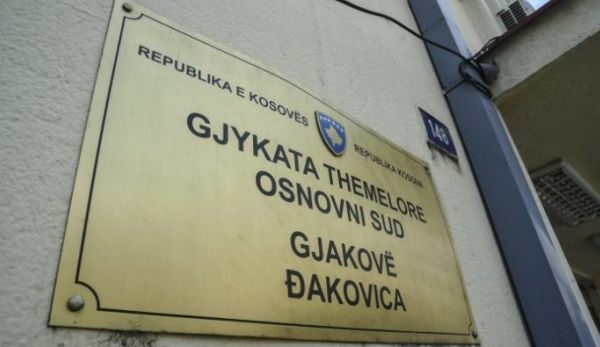 REPUBLIKA E KOSOVËS
REPUBLIKA KOSOVA
GJYKATA THEMELORE
OSNOVNI SUD
GJAKOVË
ĐAKOVICA
148